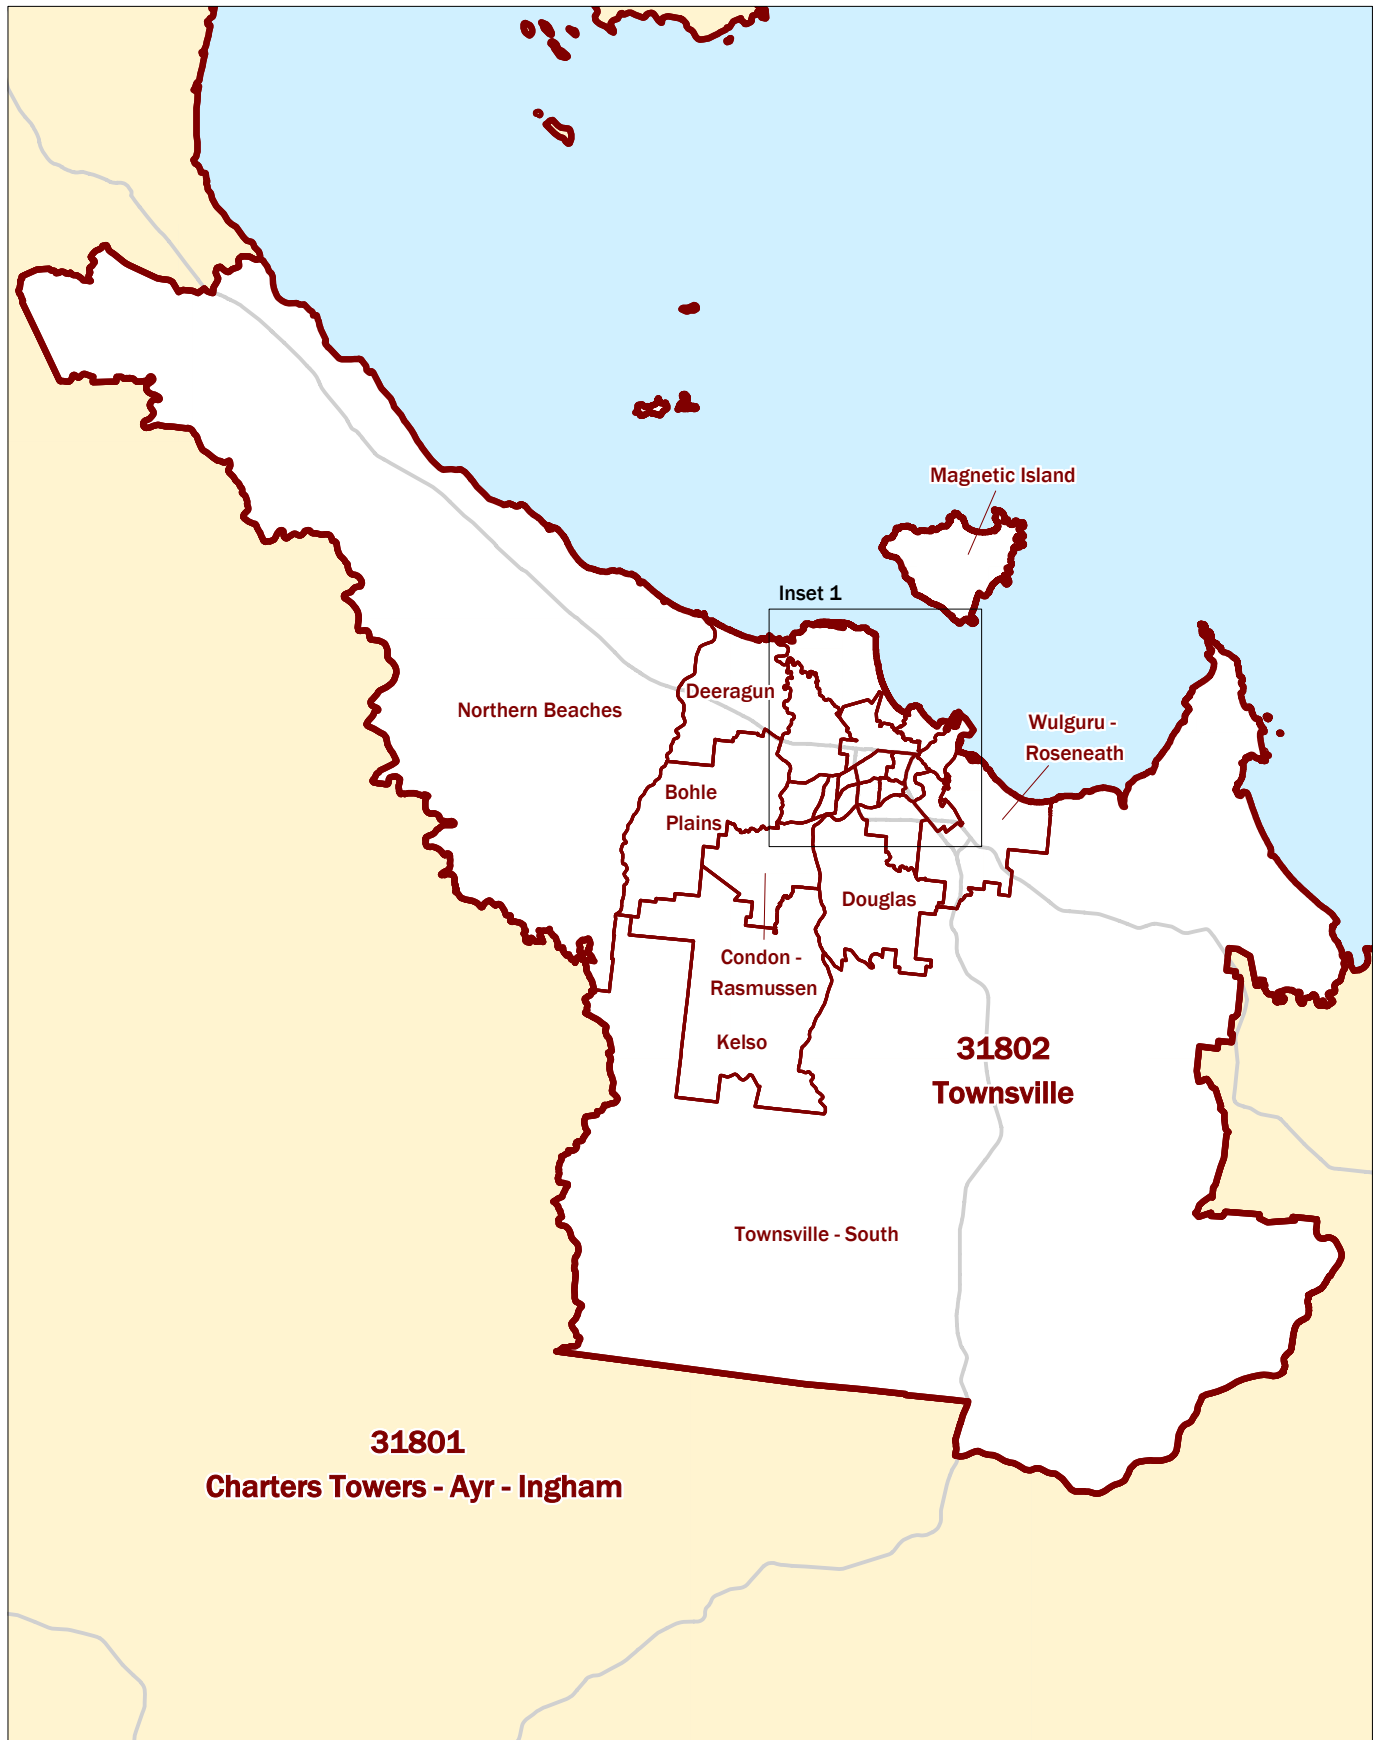 Magnetic Island
Inset 1
Deeragun
Northern Beaches
Wulguru -
Roseneath
Bohle
Plains
Douglas
Condon -
Rasmussen
Kelso
31802
Townsville
Townsville - South
31801
Charters Towers - Ayr - Ingham